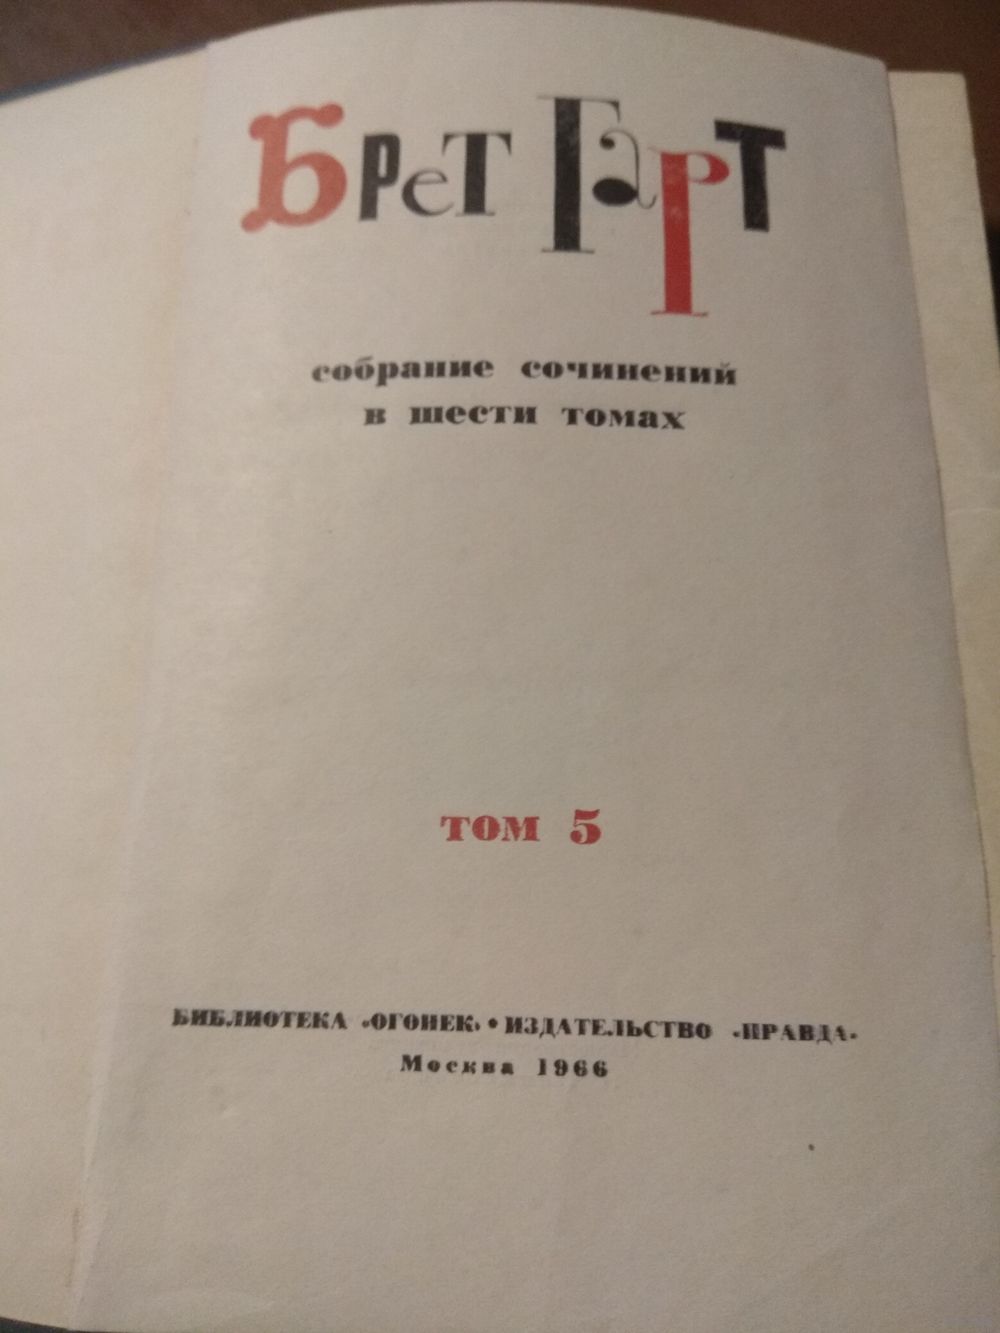 Брет Гарт
собрание сочинений
в шести томах
том 5
БИБЛИОТЕКА «ОГОНЕК» • ИЗДАТЕЛЬСТВО «ПРАВДА»
Москва 1966